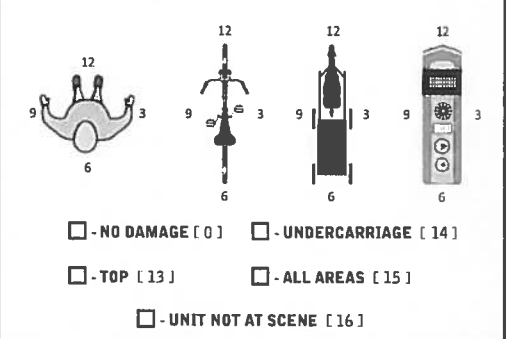 12 12 12 12
9 3 9 3 9 3 9 3
6 6 6 6
- NO DAMAGE [ 0 ] - UNDERCARRIAGE [ 14 ]
- TOP [ 13 ] - ALL AREAS [ 15 ]
- UNIT NOT AT SCENE [ 16 ]